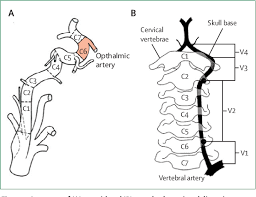 A
C7
C6
C5
C4
C3
C2
C1
Opthalmic
artery
B
Cervical
vertebrae
Skull base
C1
C2
C3
C4
C5
C6
C7
V4
V3
V2
V1
Vertebral artery